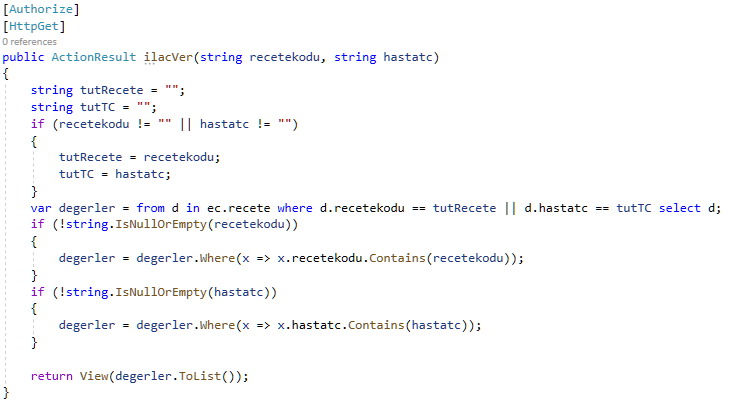 [Authorize]
[HttpGet]
0 references
public ActionResult ilacVer(string recetekodu, string hastatc)
{
    string tutRecete = "";
    string tutTC = "";
    if (recetekodu != "" || hastatc != "")
    {
        tutRecete = recetekodu;
        tutTC = hastatc;
    }
    var degerler = from d in ec.recete where d.recetekodu == tutRecete || d.hastatc == tutTC select d;
    if (!string.IsNullOrEmpty(recetekodu))
    {
        degerler = degerler.Where(x => x.recetekodu.Contains(recetekodu));
    }
    if (!string.IsNullOrEmpty(hastatc))
    {
        degerler = degerler.Where(x => x.hastatc.Contains(hastatc));
    }

    return View(degerler.ToList());
}